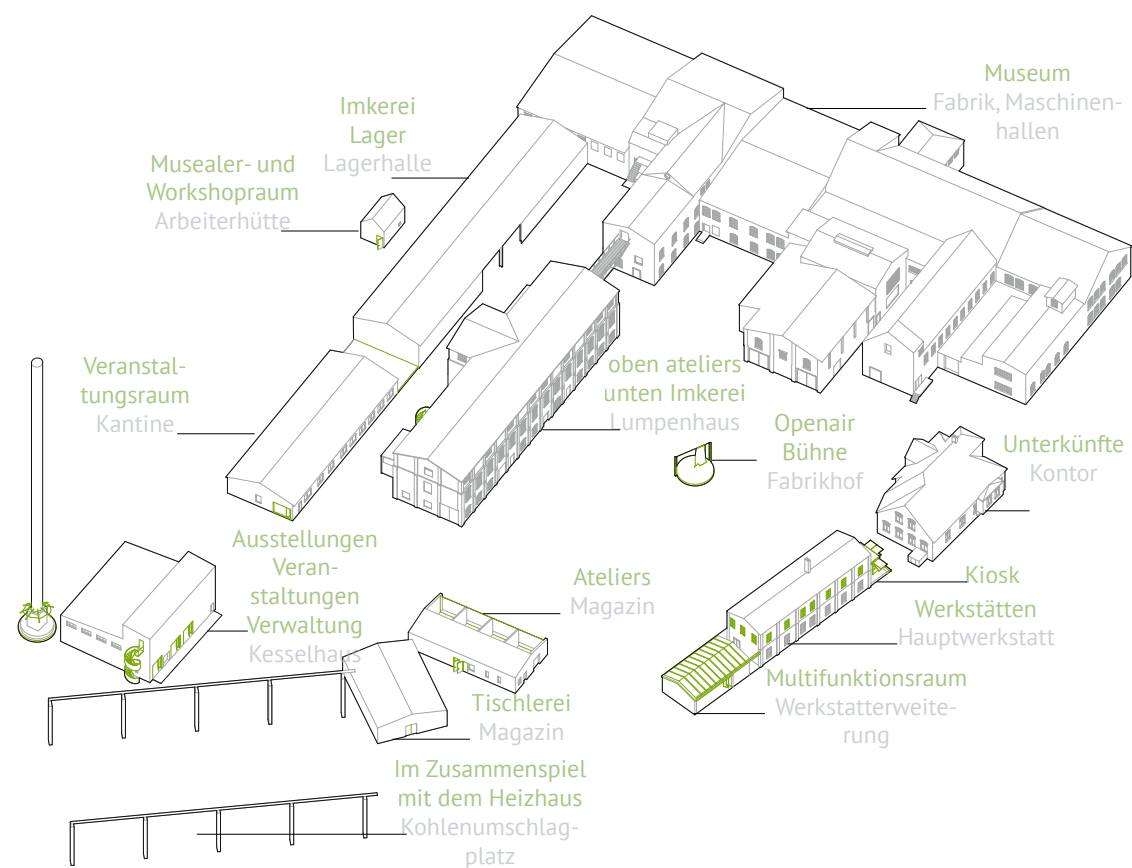 Museum
Fabrik, Maschinen-
hallen
Imkerei
Lager
Lagerhalle
Musealer- und
Workshopraum
Arbeiterhütte
Veranstal-
tungsraum
Kantine
oben ateliers
unten Imkerei
Lumpenhaus
Openair
Bühne
Fabrikhof
Unterkünfte
Kontor
Ausstellungen
Veran-
staltungen
Verwaltung
Kesselhaus
Ateliers
Magazin
Kiosk
Werkstätten
Hauptwerkstatt
Multifunktionsraum
Werkstatterweite-
rung
Tischlerei
Magazin
Im Zusammenspiel
mit dem Heizhaus
Kohlenumschlag-
platz